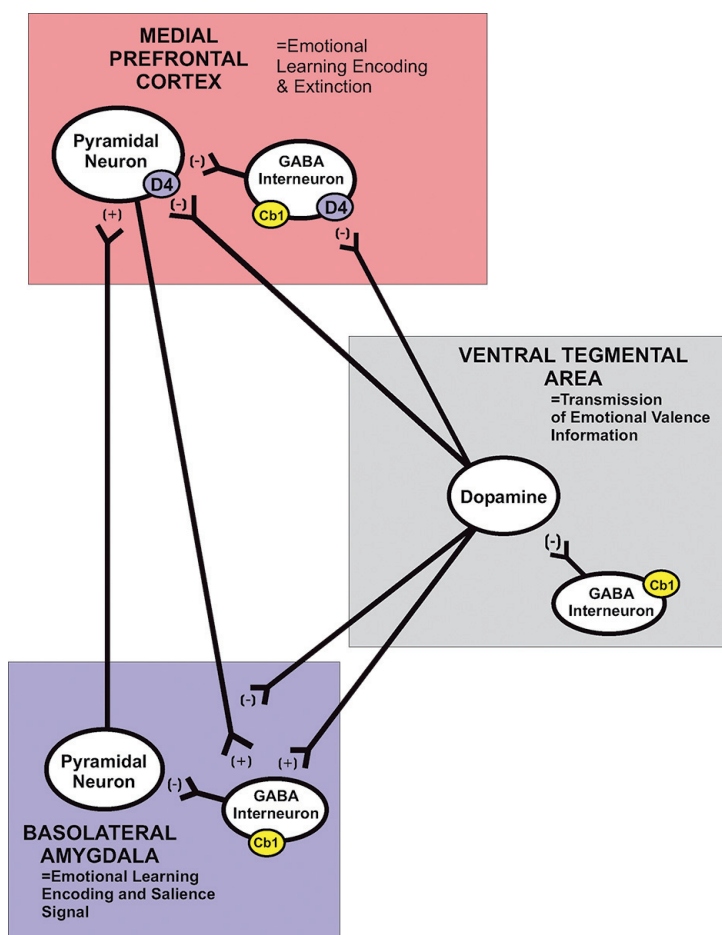 MEDIAL
PREFRONTAL
CORTEX
=Emotional
Learning Encoding
& Extinction
Pyramidal
Neuron
D4
(-)
GABA
Interneuron
Cb1
D4
(+)
(-)
(-)
VENTRAL TEGMENTAL
AREA
=Transmission
of Emotional Valence
Information
Dopamine
(-)
Cb1
GABA
Interneuron
(-)
(+)
(+)
Pyramidal
Neuron
(-)
GABA
Interneuron
Cb1
BASOLATERAL
AMYGDALA
=Emotional Learning
Encoding and Salience
Signal